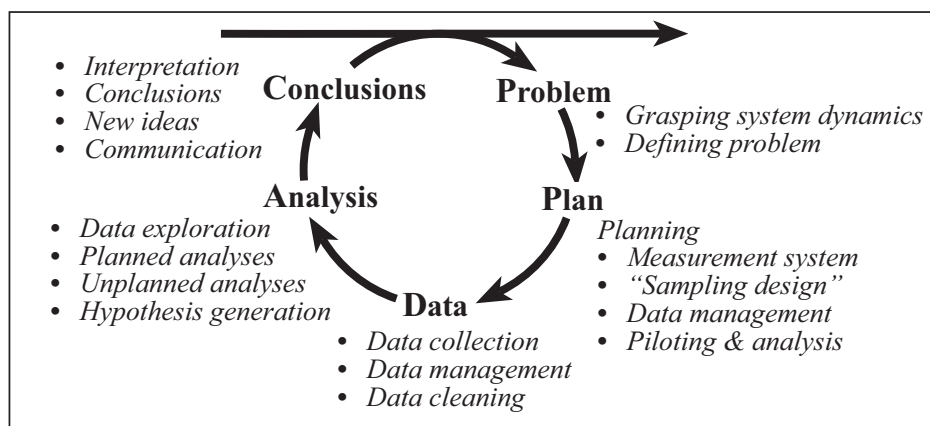 Problem
• Grasping system dynamics
• Defining problem
Plan
Planning
• Measurement system
• “Sampling design”
• Data management
• Piloting & analysis
Data
• Data collection
• Data management
• Data cleaning
Analysis
• Data exploration
• Planned analyses
• Unplanned analyses
• Hypothesis generation
Conclusions
• Interpretation
• Conclusions
• New ideas
• Communication